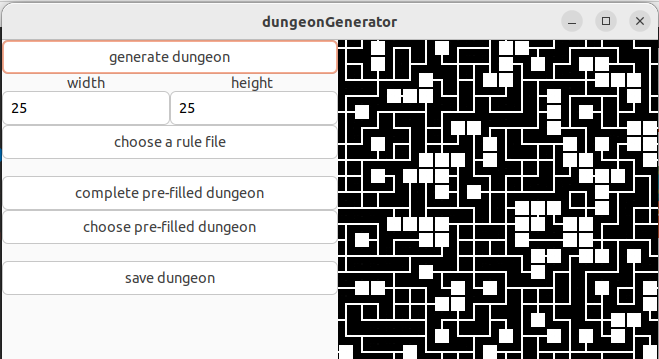 dungeonGenerator
generate dungeon
width height
25 25
choose a rule file
complete pre-filled dungeon
choose pre-filled dungeon
save dungeon